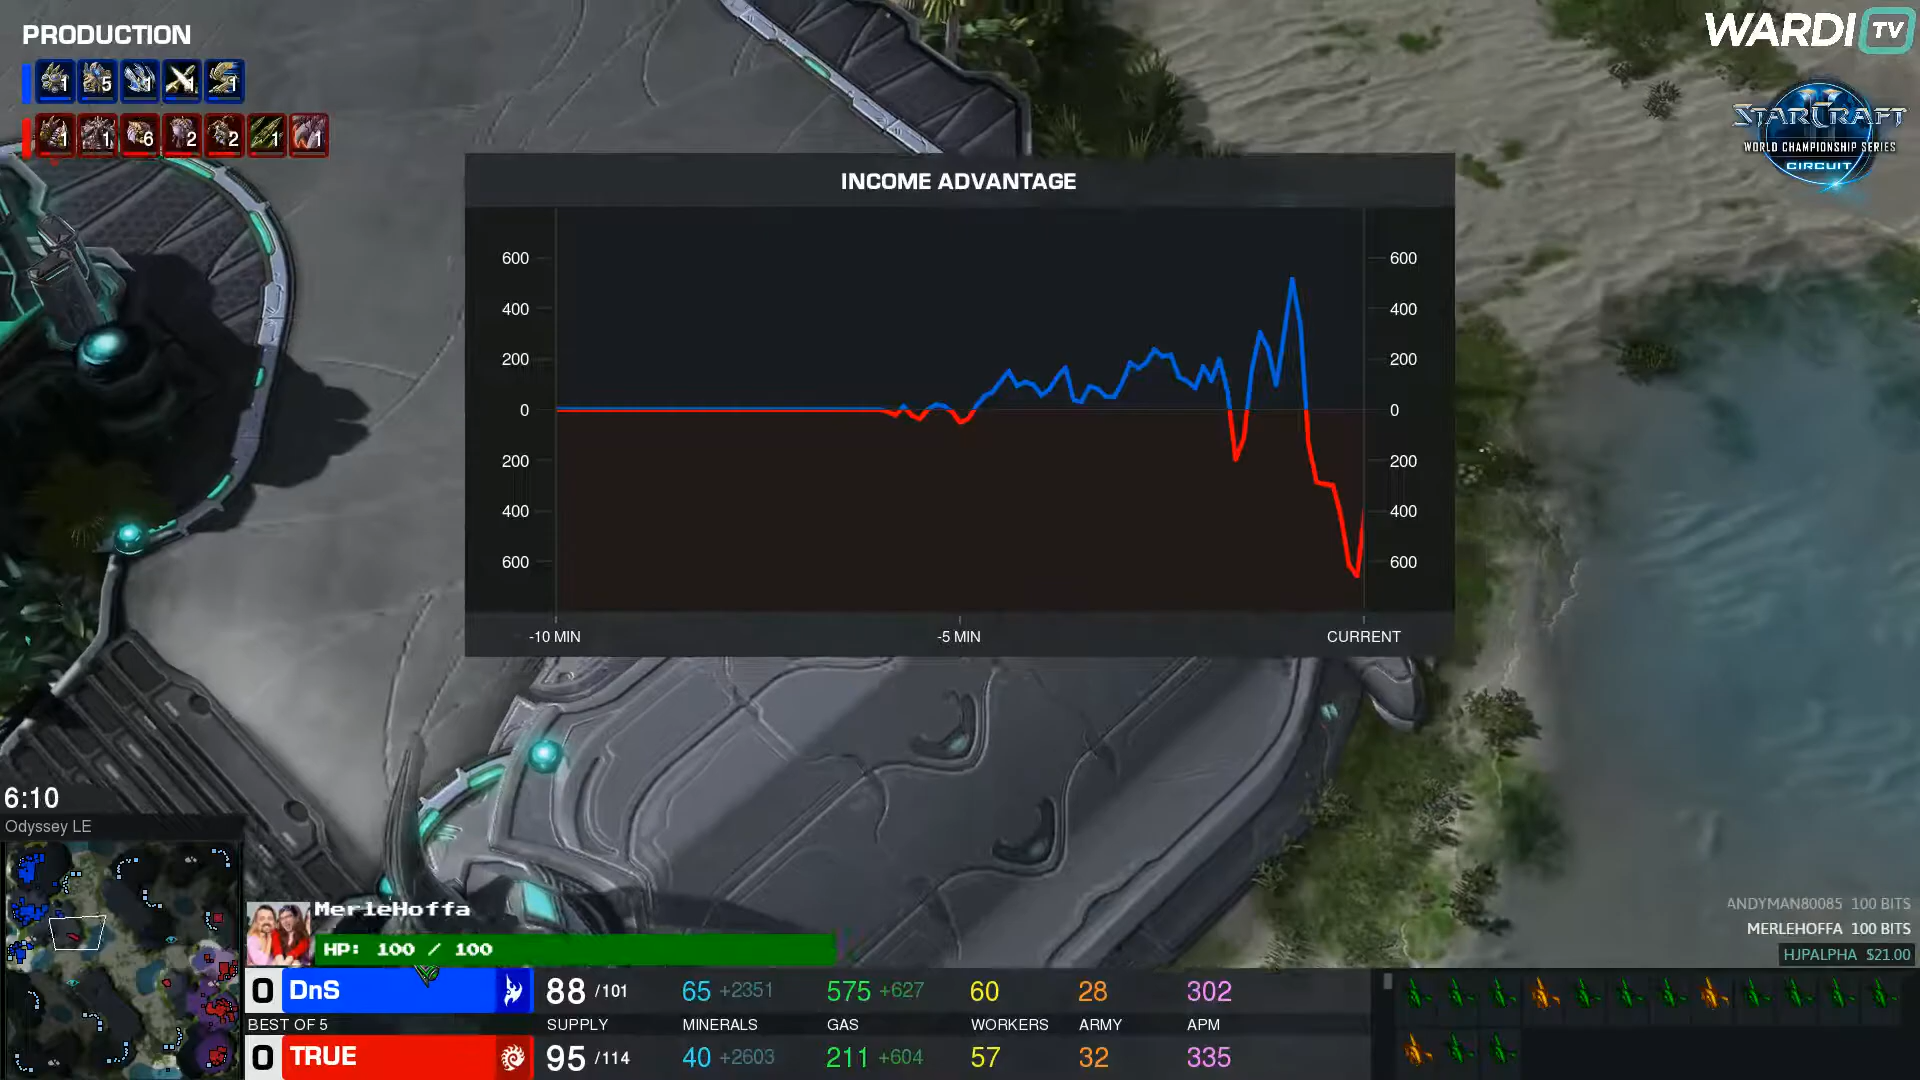 PRODUCTION
1 5 1 1 1
1 1 6 2 2 1 1
WARDI TV
STARCRAFT
II
WORLD CHAMPIONSHIP SERIES
CIRCUIT
INCOME ADVANTAGE
600 600
400 400
200 200
0 0
200 200
400 400
600 600
-10 MIN -5 MIN CURRENT
6:10
Odyssey LE
MerleHoffa
HP: 100 / 100
ANDYMAN80085 100 BITS
MERLEHOFFA 100 BITS
HJPALPHA $21.00
0 DnS 88 /101 65 +2351 575 +627 60 28 302
BEST OF 5 SUPPLY MINERALS GAS WORKERS ARMY APM
0 TRUE 95 /114 40 +2603 211 +604 57 32 335